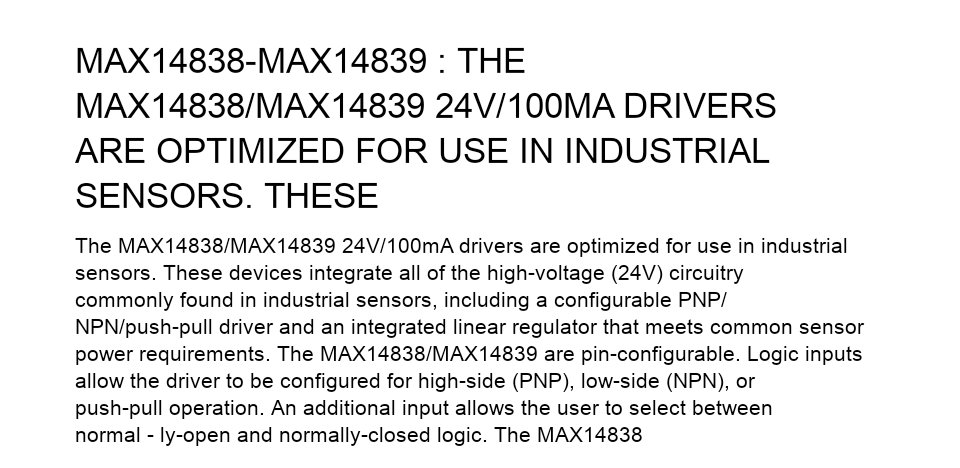 MAX14838-MAX14839 : THE
MAX14838/MAX14839 24V/100MA DRIVERS
ARE OPTIMIZED FOR USE IN INDUSTRIAL
SENSORS. THESE
The MAX14838/MAX14839 24V/100mA drivers are optimized for use in industrial
sensors. These devices integrate all of the high-voltage (24V) circuitry
commonly found in industrial sensors, including a configurable PNP/
NPN/push-pull driver and an integrated linear regulator that meets common sensor
power requirements. The MAX14838/MAX14839 are pin-configurable. Logic inputs
allow the driver to be configured for high-side (PNP), low-side (NPN), or
push-pull operation. An additional input allows the user to select between
normal - ly-open and normally-closed logic. The MAX14838